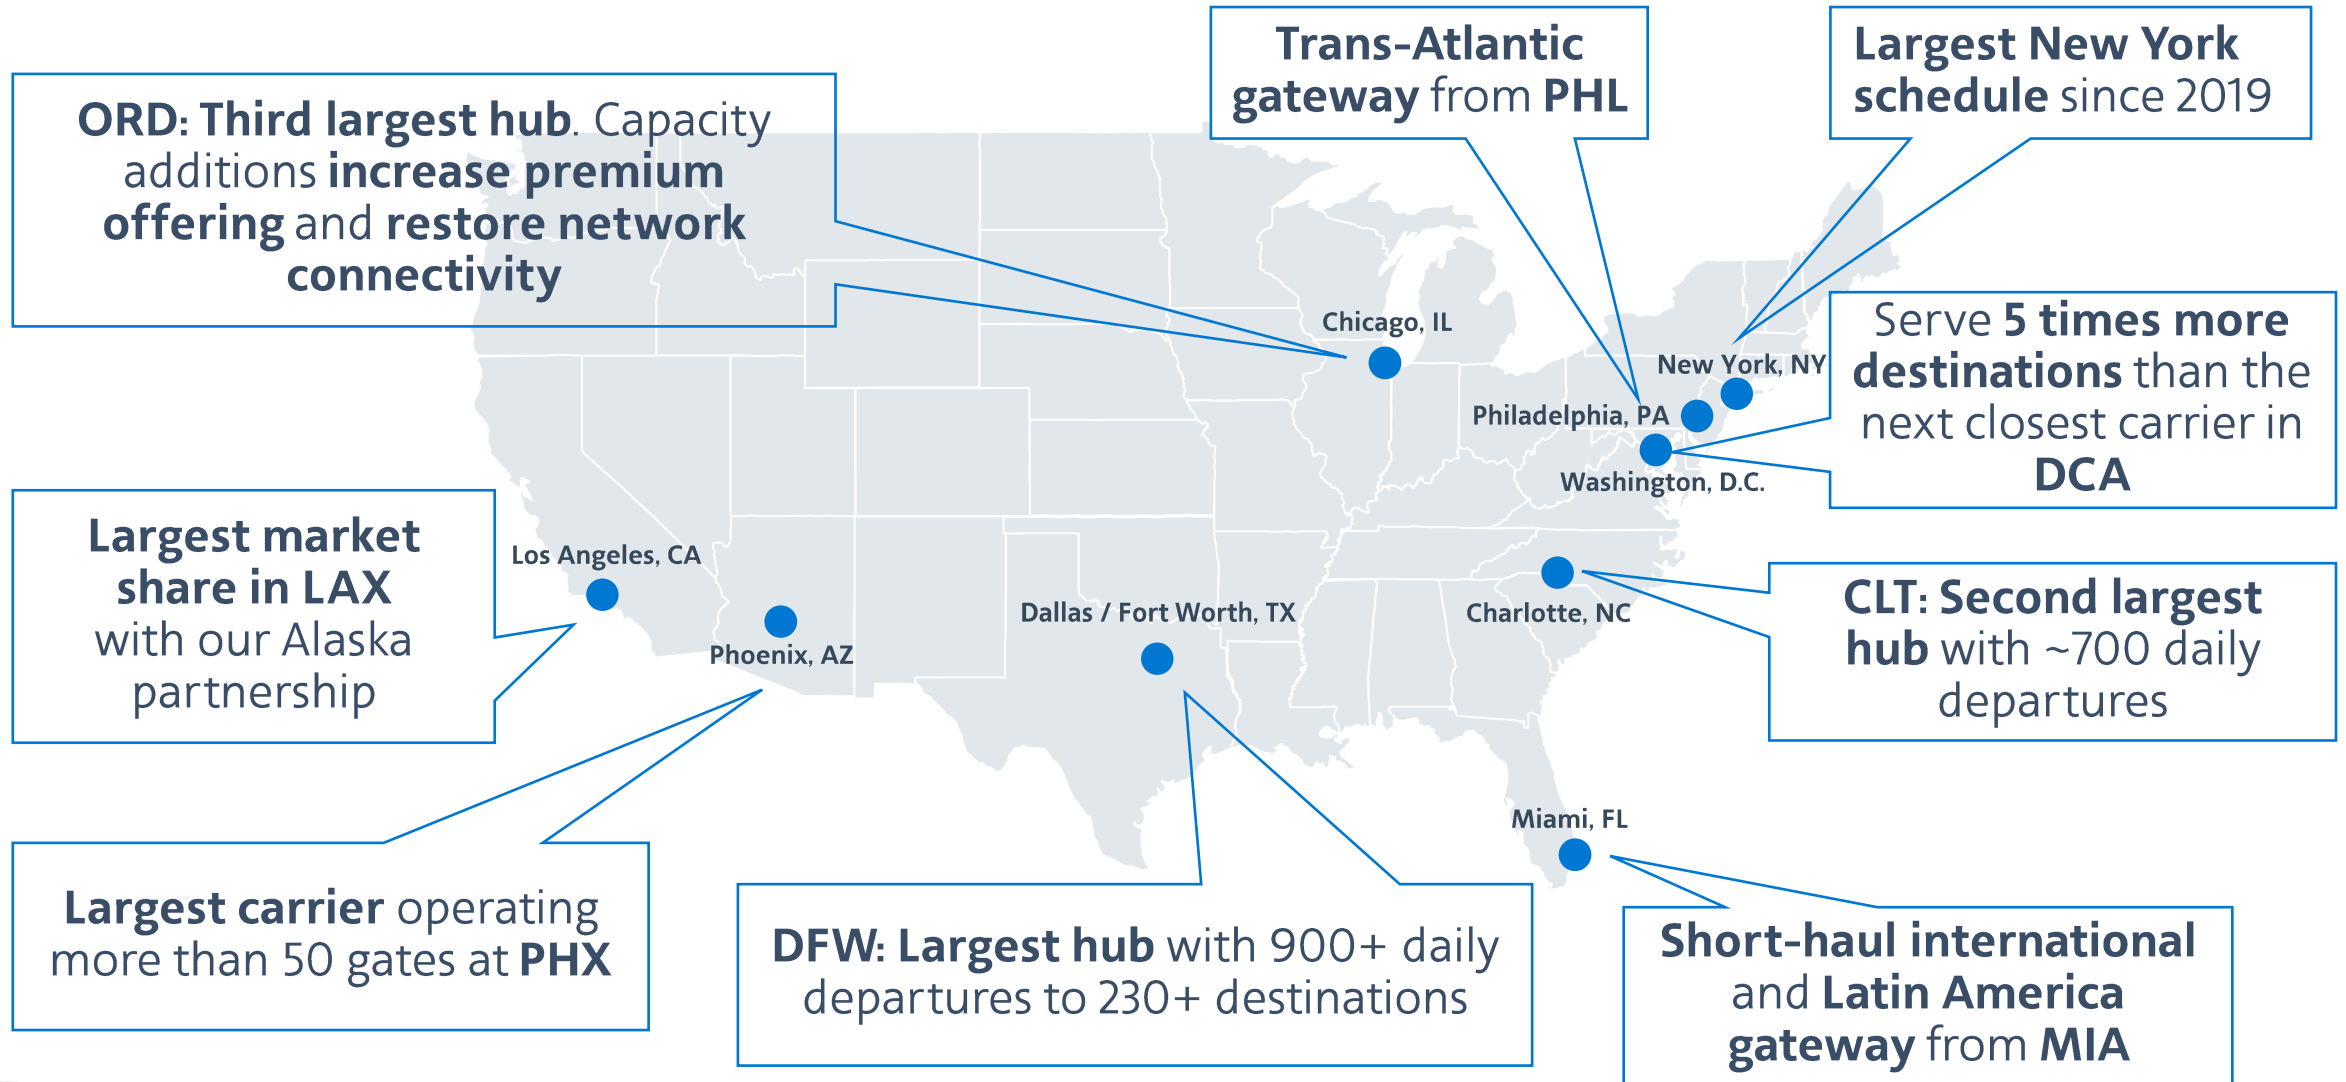 Trans-Atlantic
gateway from PHL
Largest New York
schedule since 2019
ORD: Third largest hub. Capacity
additions increase premium
offering and restore network
connectivity
Chicago, IL
New York, NY
Philadelphia, PA
Washington, D.C.
Serve 5 times more
destinations than the
next closest carrier in
DCA
Largest market
share in LAX
with our Alaska
partnership
Los Angeles, CA
Phoenix, AZ
Dallas / Fort Worth, TX
Charlotte, NC
CLT: Second largest
hub with ~700 daily
departures
Miami, FL
Largest carrier operating
more than 50 gates at PHX
DFW: Largest hub with 900+ daily
departures to 230+ destinations
Short-haul international
and Latin America
gateway from MIA